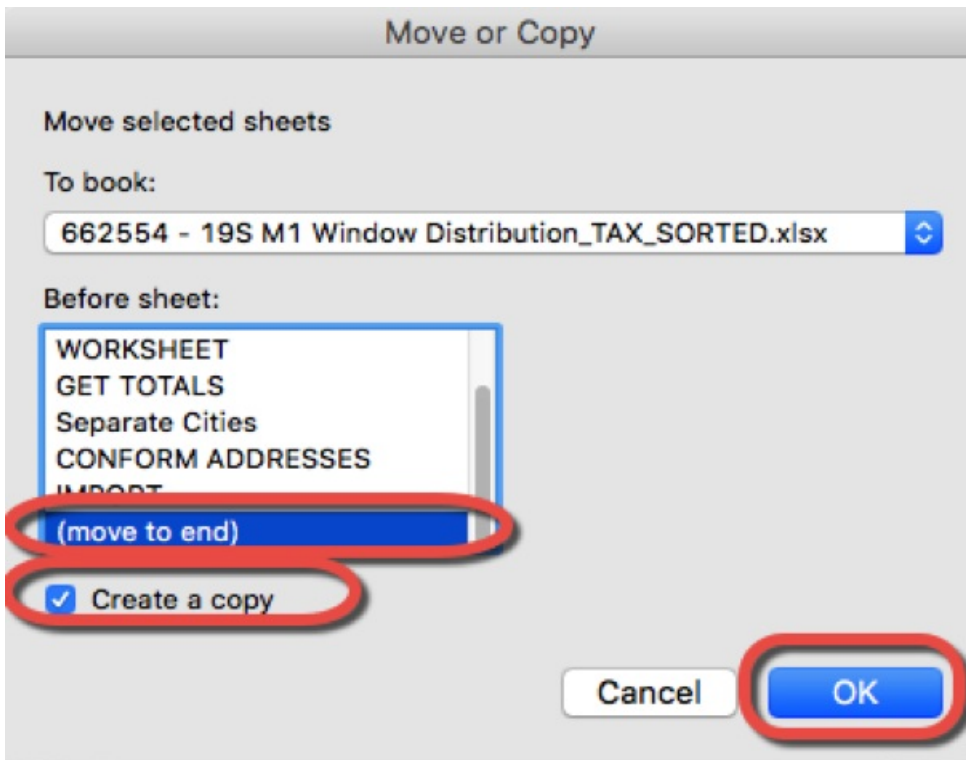 Move or Copy
Move selected sheets
To book:
662554 - 19S M1 Window Distribution_TAX_SORTED.xlsx
Before sheet:
WORKSHEET
GET TOTALS
Separate Cities
CONFORM ADDRESSES
IMPORT
(move to end)
Create a copy
Cancel
OK